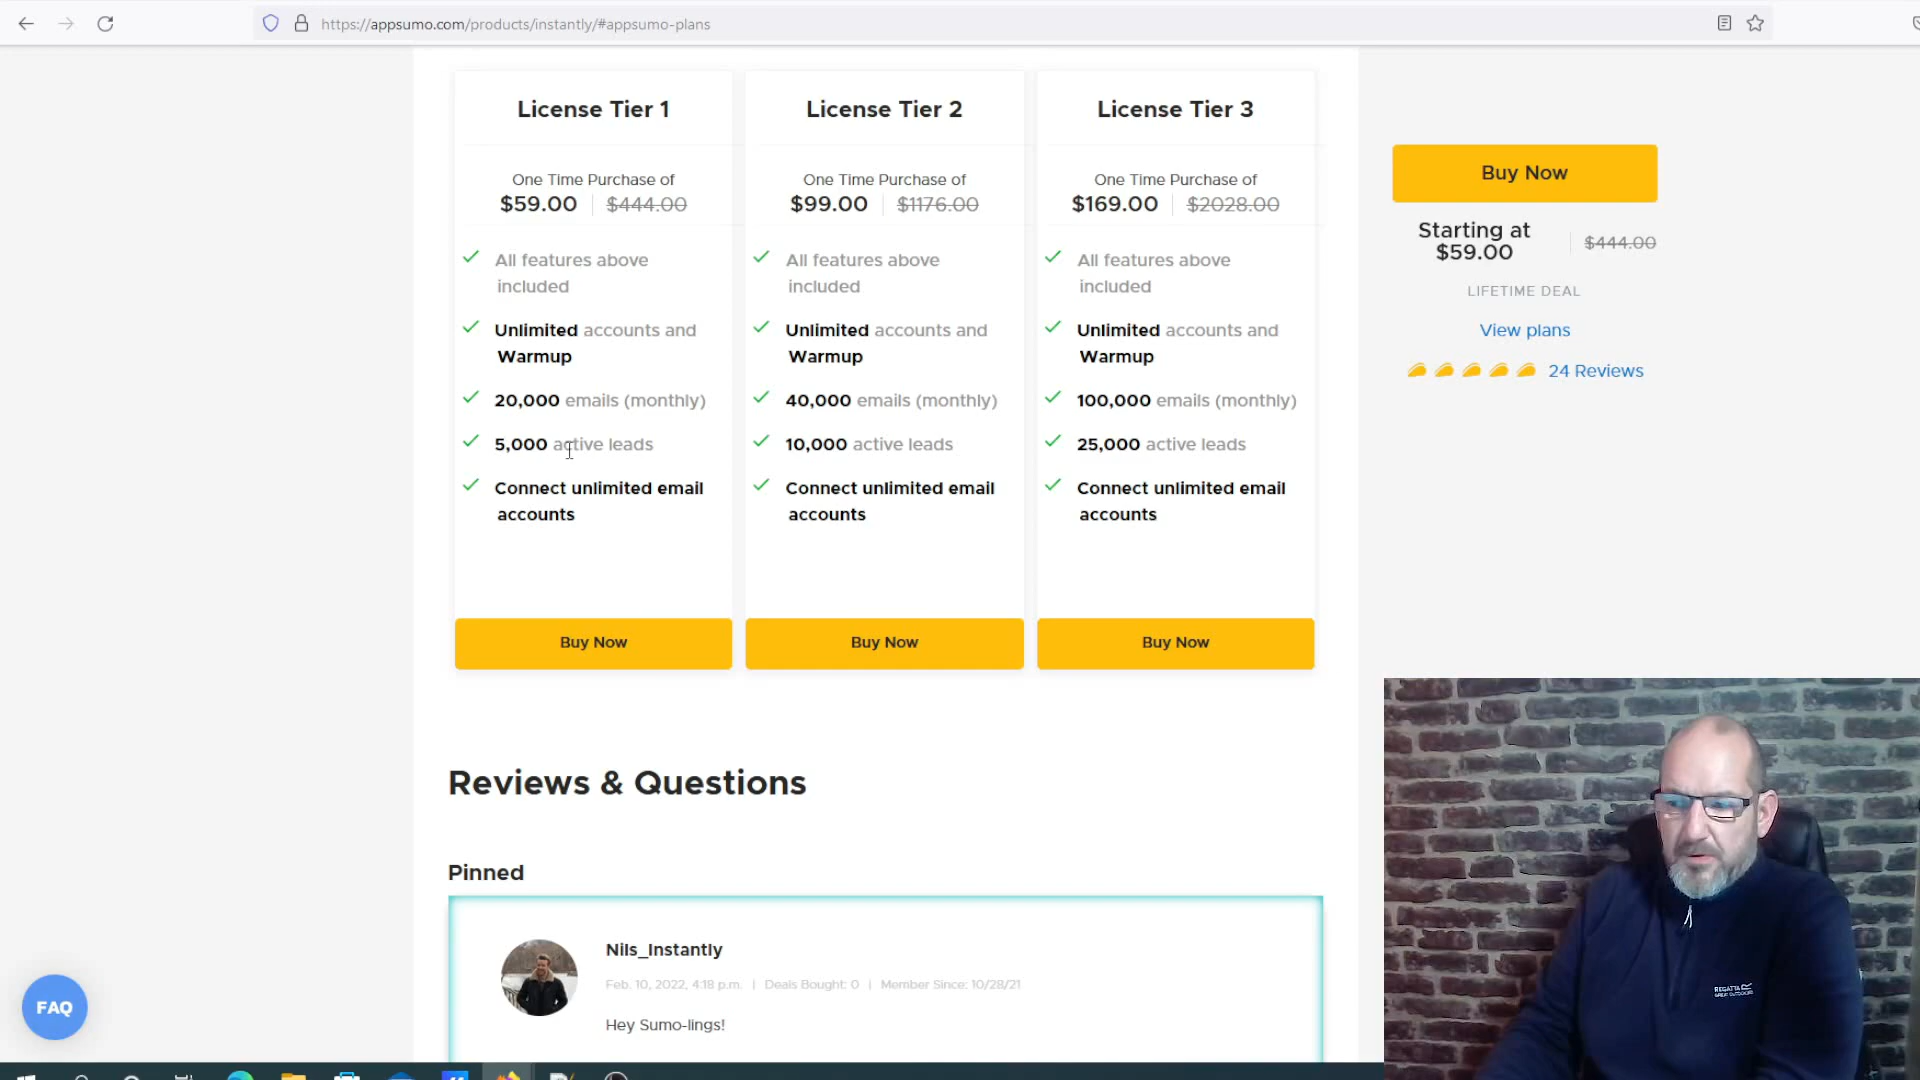 https://appsumo.com/products/instantly/#appsumo-plans
License Tier 1
One Time Purchase of
$59.00 $444.00
All features above
included
Unlimited accounts and
Warmup
20,000 emails (monthly)
5,000 active leads
Connect unlimited email
accounts
Buy Now
License Tier 2
One Time Purchase of
$99.00 $1176.00
All features above
included
Unlimited accounts and
Warmup
40,000 emails (monthly)
10,000 active leads
Connect unlimited email
accounts
Buy Now
License Tier 3
One Time Purchase of
$169.00 $2028.00
All features above
included
Unlimited accounts and
Warmup
100,000 emails (monthly)
25,000 active leads
Connect unlimited email
accounts
Buy Now
Buy Now
Starting at
$59.00 $444.00
LIFETIME DEAL
View plans
24 Reviews
Reviews & Questions
Pinned
Nils_Instantly
Feb. 10, 2022, 4:18 p.m. | Deals Bought: 0 | Member Since: 10/28/21
Hey Sumo-lings!
FAQ
REGATTA
GREAT OUTDOORS